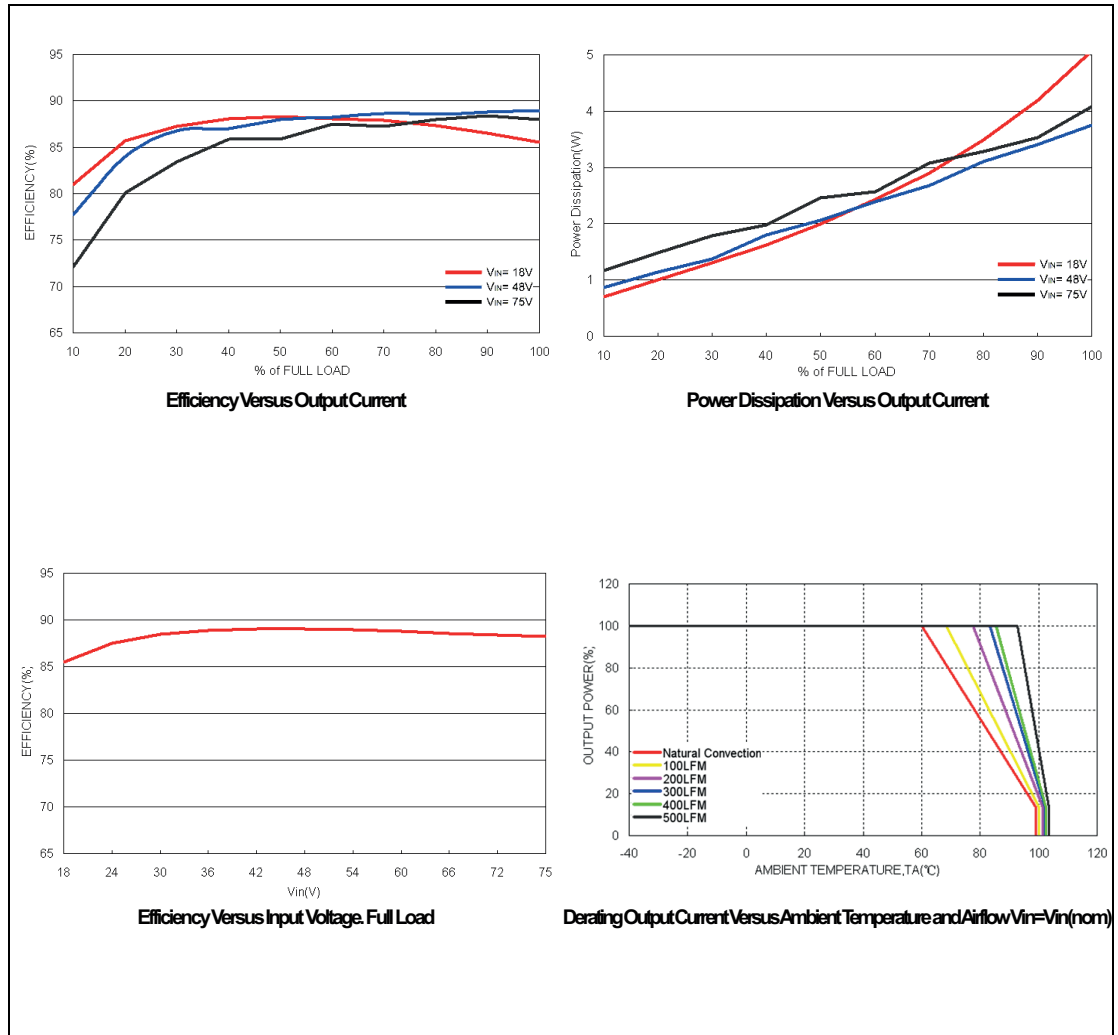 95
90
85
80
75
70
65
EFFICIENCY(%)
VIN= 18V
VIN= 48V
VIN= 75V
10 20 30 40 50 60 70 80 90 100
% of FULL LOAD
Efficiency Versus Output Current
5
4
3
2
1
0
Power Dissipation(W)
VIN= 18V
VIN= 48V
VIN= 75V
10 20 30 40 50 60 70 80 90 100
% of FULL LOAD
Power Dissipation Versus Output Current
95
90
85
80
75
70
65
EFFICIENCY(%;
18 24 30 36 42 48 54 60 66 72 75
Vin(V)
Efficiency Versus Input Voltage. Full Load
120
100
80
60
40
20
0
OUTPUT POWER(%;
Natural Convection
100LFM
200LFM
300LFM
400LFM
500LFM
-40 -20 0 20 40 60 80 100 120
AMBIENT TEMPERATURE,TA(℃)
Derating Output Current Versus Ambient Temperature and Airflow Vin=Vin(nom)